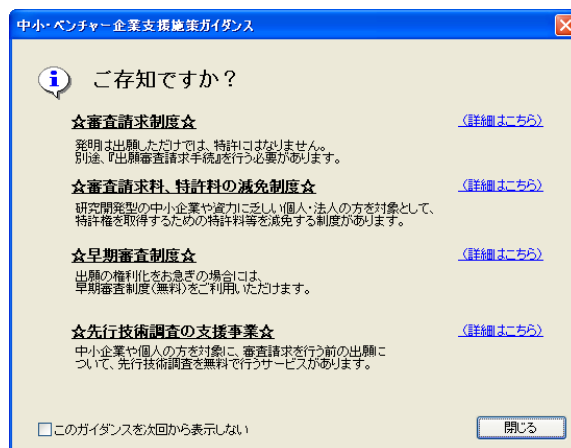 中小・ベンチャー企業支援施策ガイダンス
ご存知ですか？
☆審査請求制度☆
（詳細はこちら）
発明は出願しただけでは、特許にはなりません。
別途、『出願審査請求手続』を行う必要があります。
☆審査請求料、特許料の減免制度☆
（詳細はこちら）
研究開発型の中小企業や資力に乏しい個人・法人の方を対象として、
特許権を取得するための特許料等を減免する制度があります。
☆早期審査制度☆
（詳細はこちら）
出願の権利化をお急ぎの場合には、
早期審査制度（無料）をご利用いただけます。
☆先行技術調査の支援事業☆
（詳細はこちら）
中小企業や個人の方を対象に、審査請求を行う前の出願に
ついて、先行技術調査を無料で行うサービスがあります。
このガイダンスを次回から表示しない
閉じる